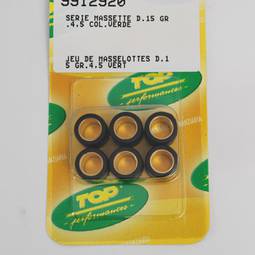 9912920
SERIE MASSETTE D.15 GR
.4.5 COL.VERDE
JEU DE MASSELOTTES D.1
5 GR.4.5 VERT
TOP
performances
TOP
performances